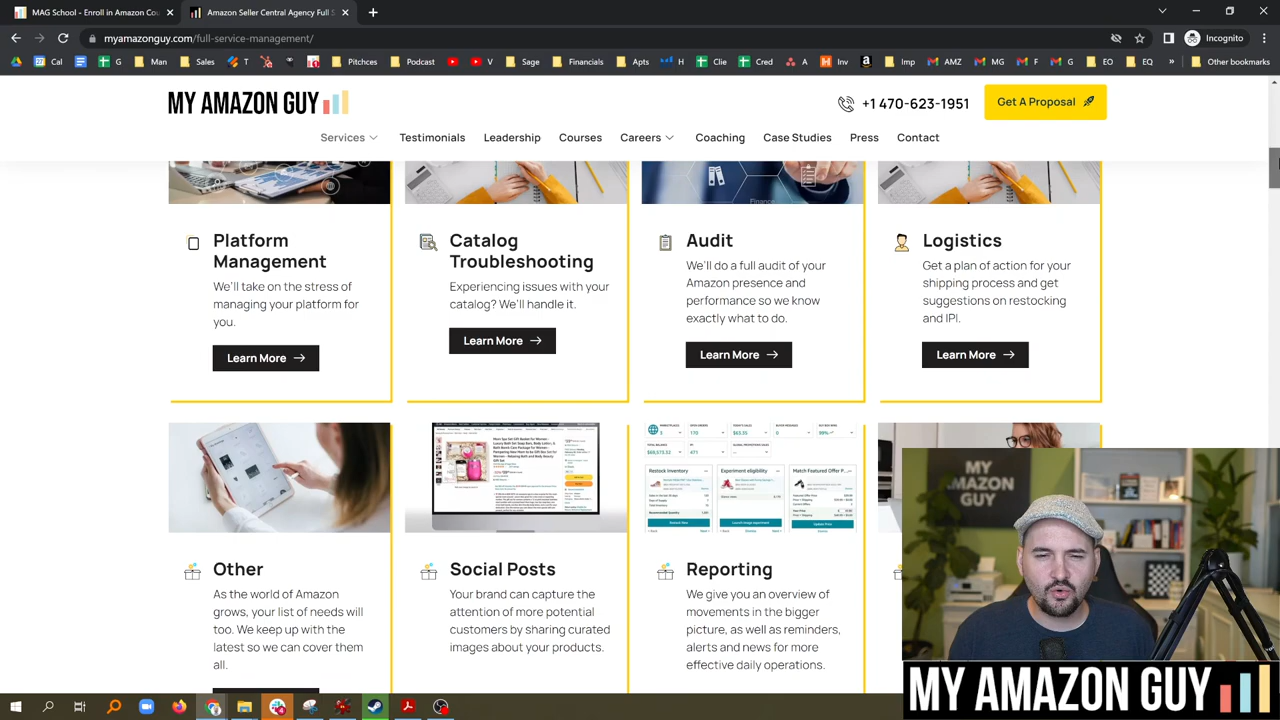 MAG School - Enroll in Amazon Cou
Amazon Seller Central Agency Full S
myamazonguy.com/full-service-management/
Incognito
Cal
G
Man
Sales
T
Pitchces
Podcast
V
Sage
Financials
Apts
H
Clie
Cred
A
Inv
Imp
AMZ
MG
F
G
EO
EQ
»
Other bookmarks
MY AMAZON GUY
+1 470-623-1951
Get A Proposal
Services
Testimonials
Leadership
Courses
Careers
Coaching
Case Studies
Press
Contact
Finance
Platform
Management
We'll take on the stress of
managing your platform for
you.
Learn More →
Catalog
Troubleshooting
Experiencing issues with your
catalog? We'll handle it.
Learn More →
Audit
We'll do a full audit of your
Amazon presence and
performance so we know
exactly what to do.
Learn More →
Logistics
Get a plan of action for your
shipping process and get
suggestions on restocking
and IPI.
Learn More →
Restock Inventory
Experiment eligibility
Match Featured Offer P...
MY
AMAZON
Other
As the world of Amazon
grows, your list of needs will
too. We keep up with the
latest so we can cover them
all.
Social Posts
Your brand can capture the
attention of more potential
customers by sharing curated
images about your products.
Reporting
We give you an overview of
movements in the bigger
picture, as well as reminders,
alerts and news for more
effective daily operations.
MY AMAZON GUY